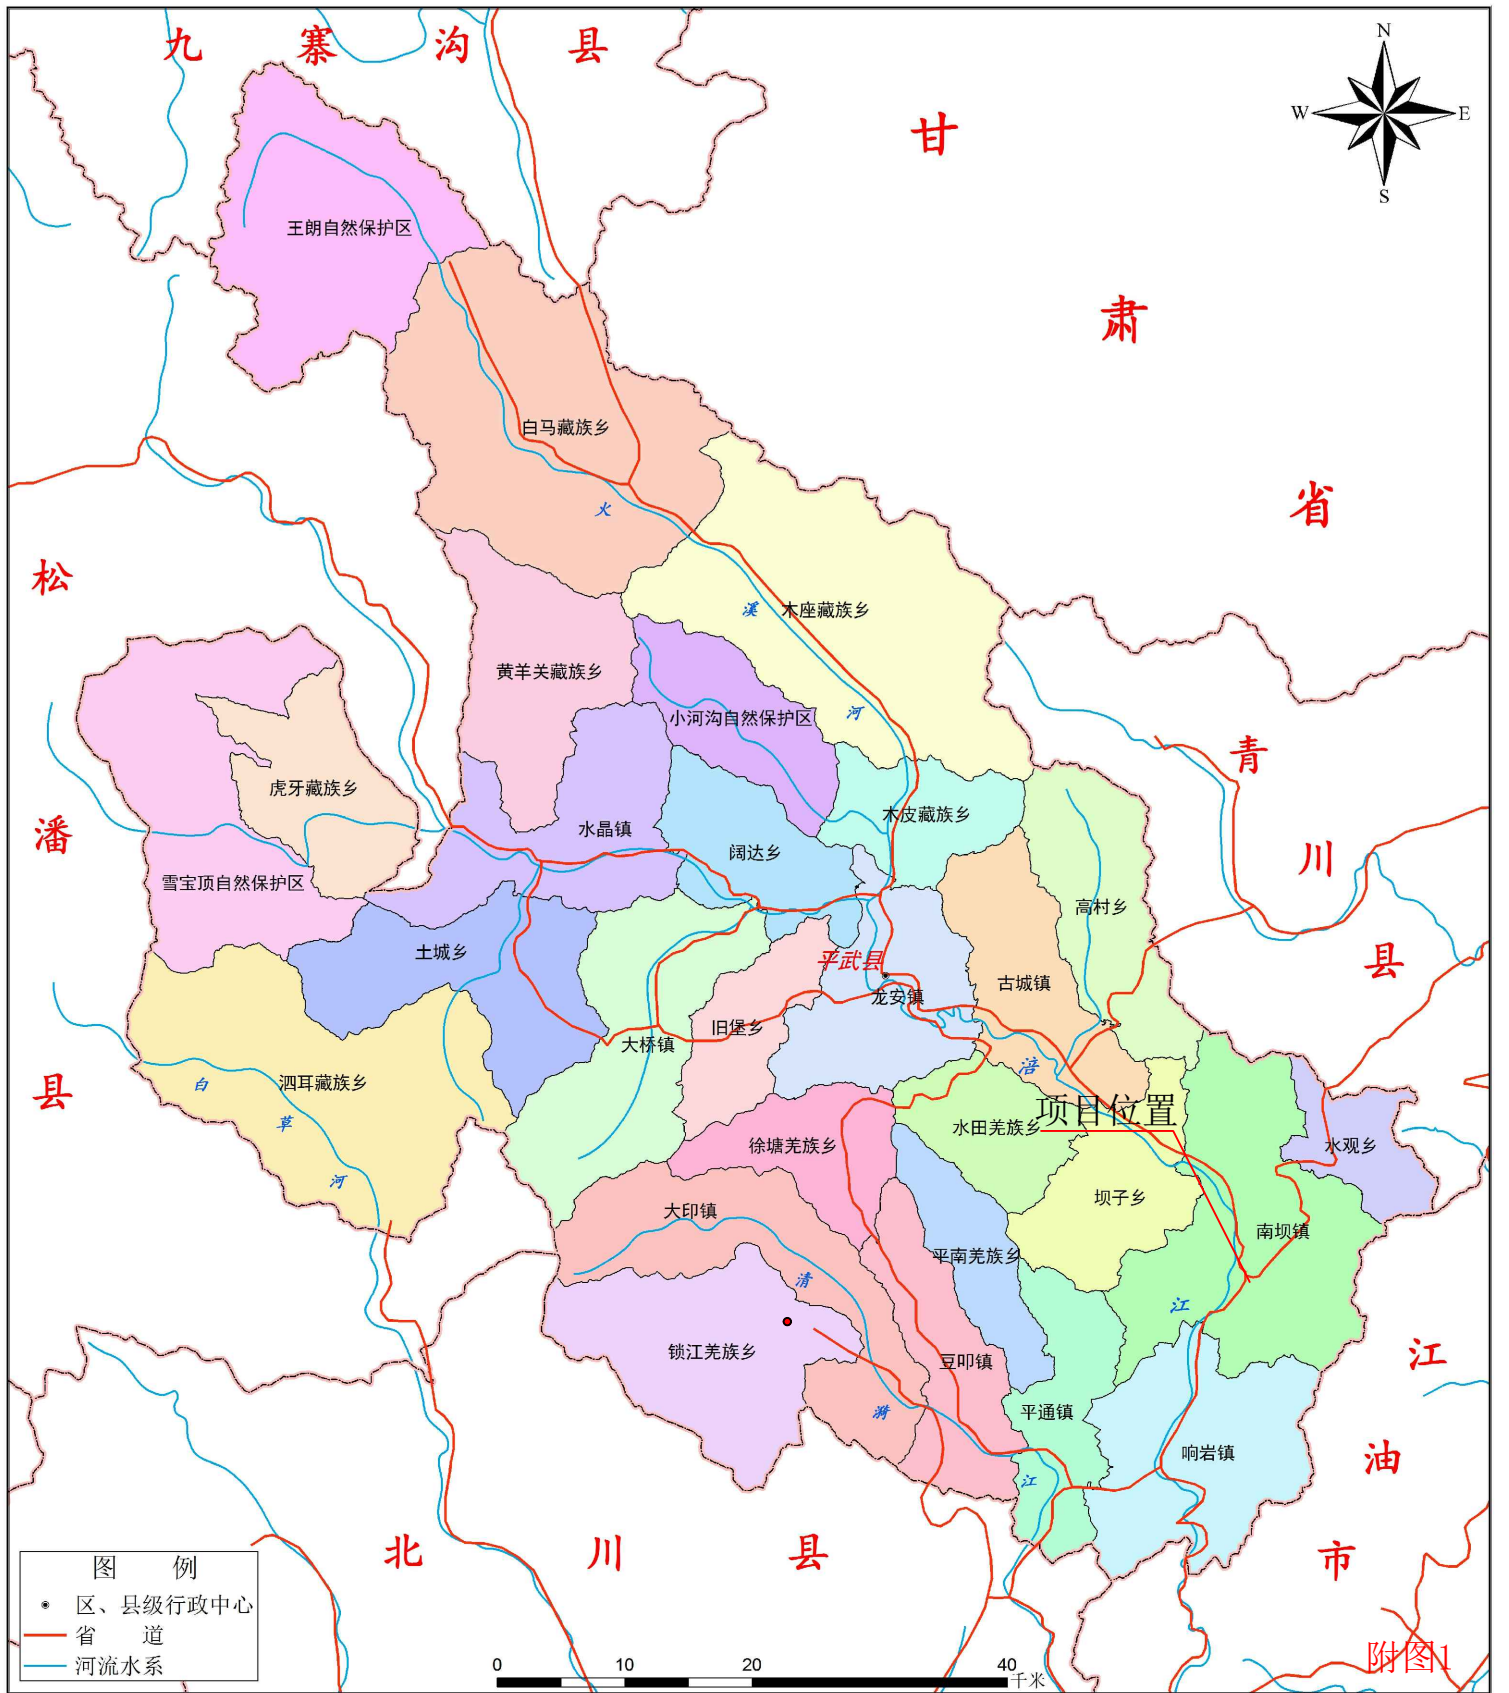 九寨沟县
N
W
E
S
甘肃省
王朗自然保护区
白马藏族乡
火溪河
松潘县
木座藏族乡
黄羊关藏族乡
小河沟自然保护区
青川县
虎牙藏族乡
水晶镇
木皮藏族乡
阔达乡
雪宝顶自然保护区
高村乡
土城乡
平武县
古城镇
龙安镇
旧堡乡
大桥镇
涪江
泗耳藏族乡
白草河
项目位置
水田羌族乡
徐塘羌族乡
水观乡
坝子乡
大印镇
南坝镇
平南羌族乡
清漪江
锁江羌族乡
豆叩镇
平通镇
响岩镇
江油市
北川县
图例
区、县级行政中心
省道
河流水系
0 10 20 40
千米
附图1